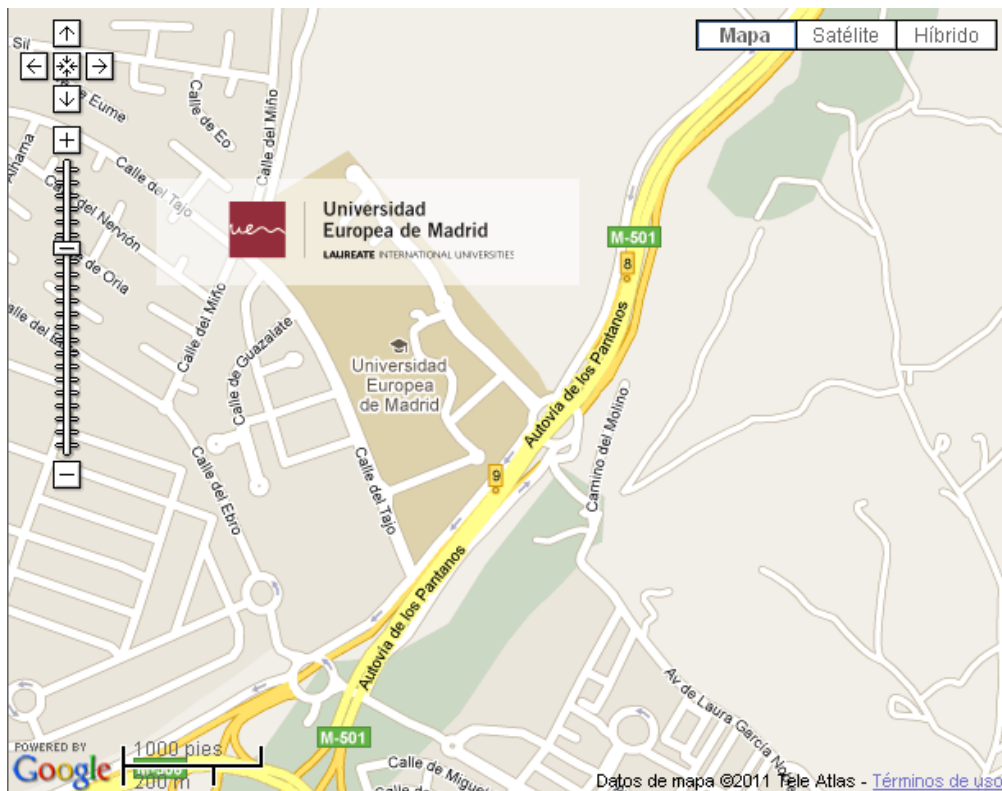 Mapa
Satélite
Híbrido
Sil
Eume
Calle de Eo
Calle del Miño
Alhama
Calle del Tajo
Calle del Nervión
de Oria
Calle del Miño
Calle de Guazalate
uem
Universidad
Europea de Madrid
LAUREATE INTERNATIONAL UNIVERSITIES
M-501
8
Autovía de los Pantanos
Universidad
Europea
de Madrid
Camino del Molino
9
Calle del Ebro
Calle del Tajo
Autovía de los Pantanos
Av de Laura García
M-501
Calle de Miguel
POWERED BY
Google
1000 pies
200 m
Datos de mapa ©2011 Tele Atlas - Términos de uso